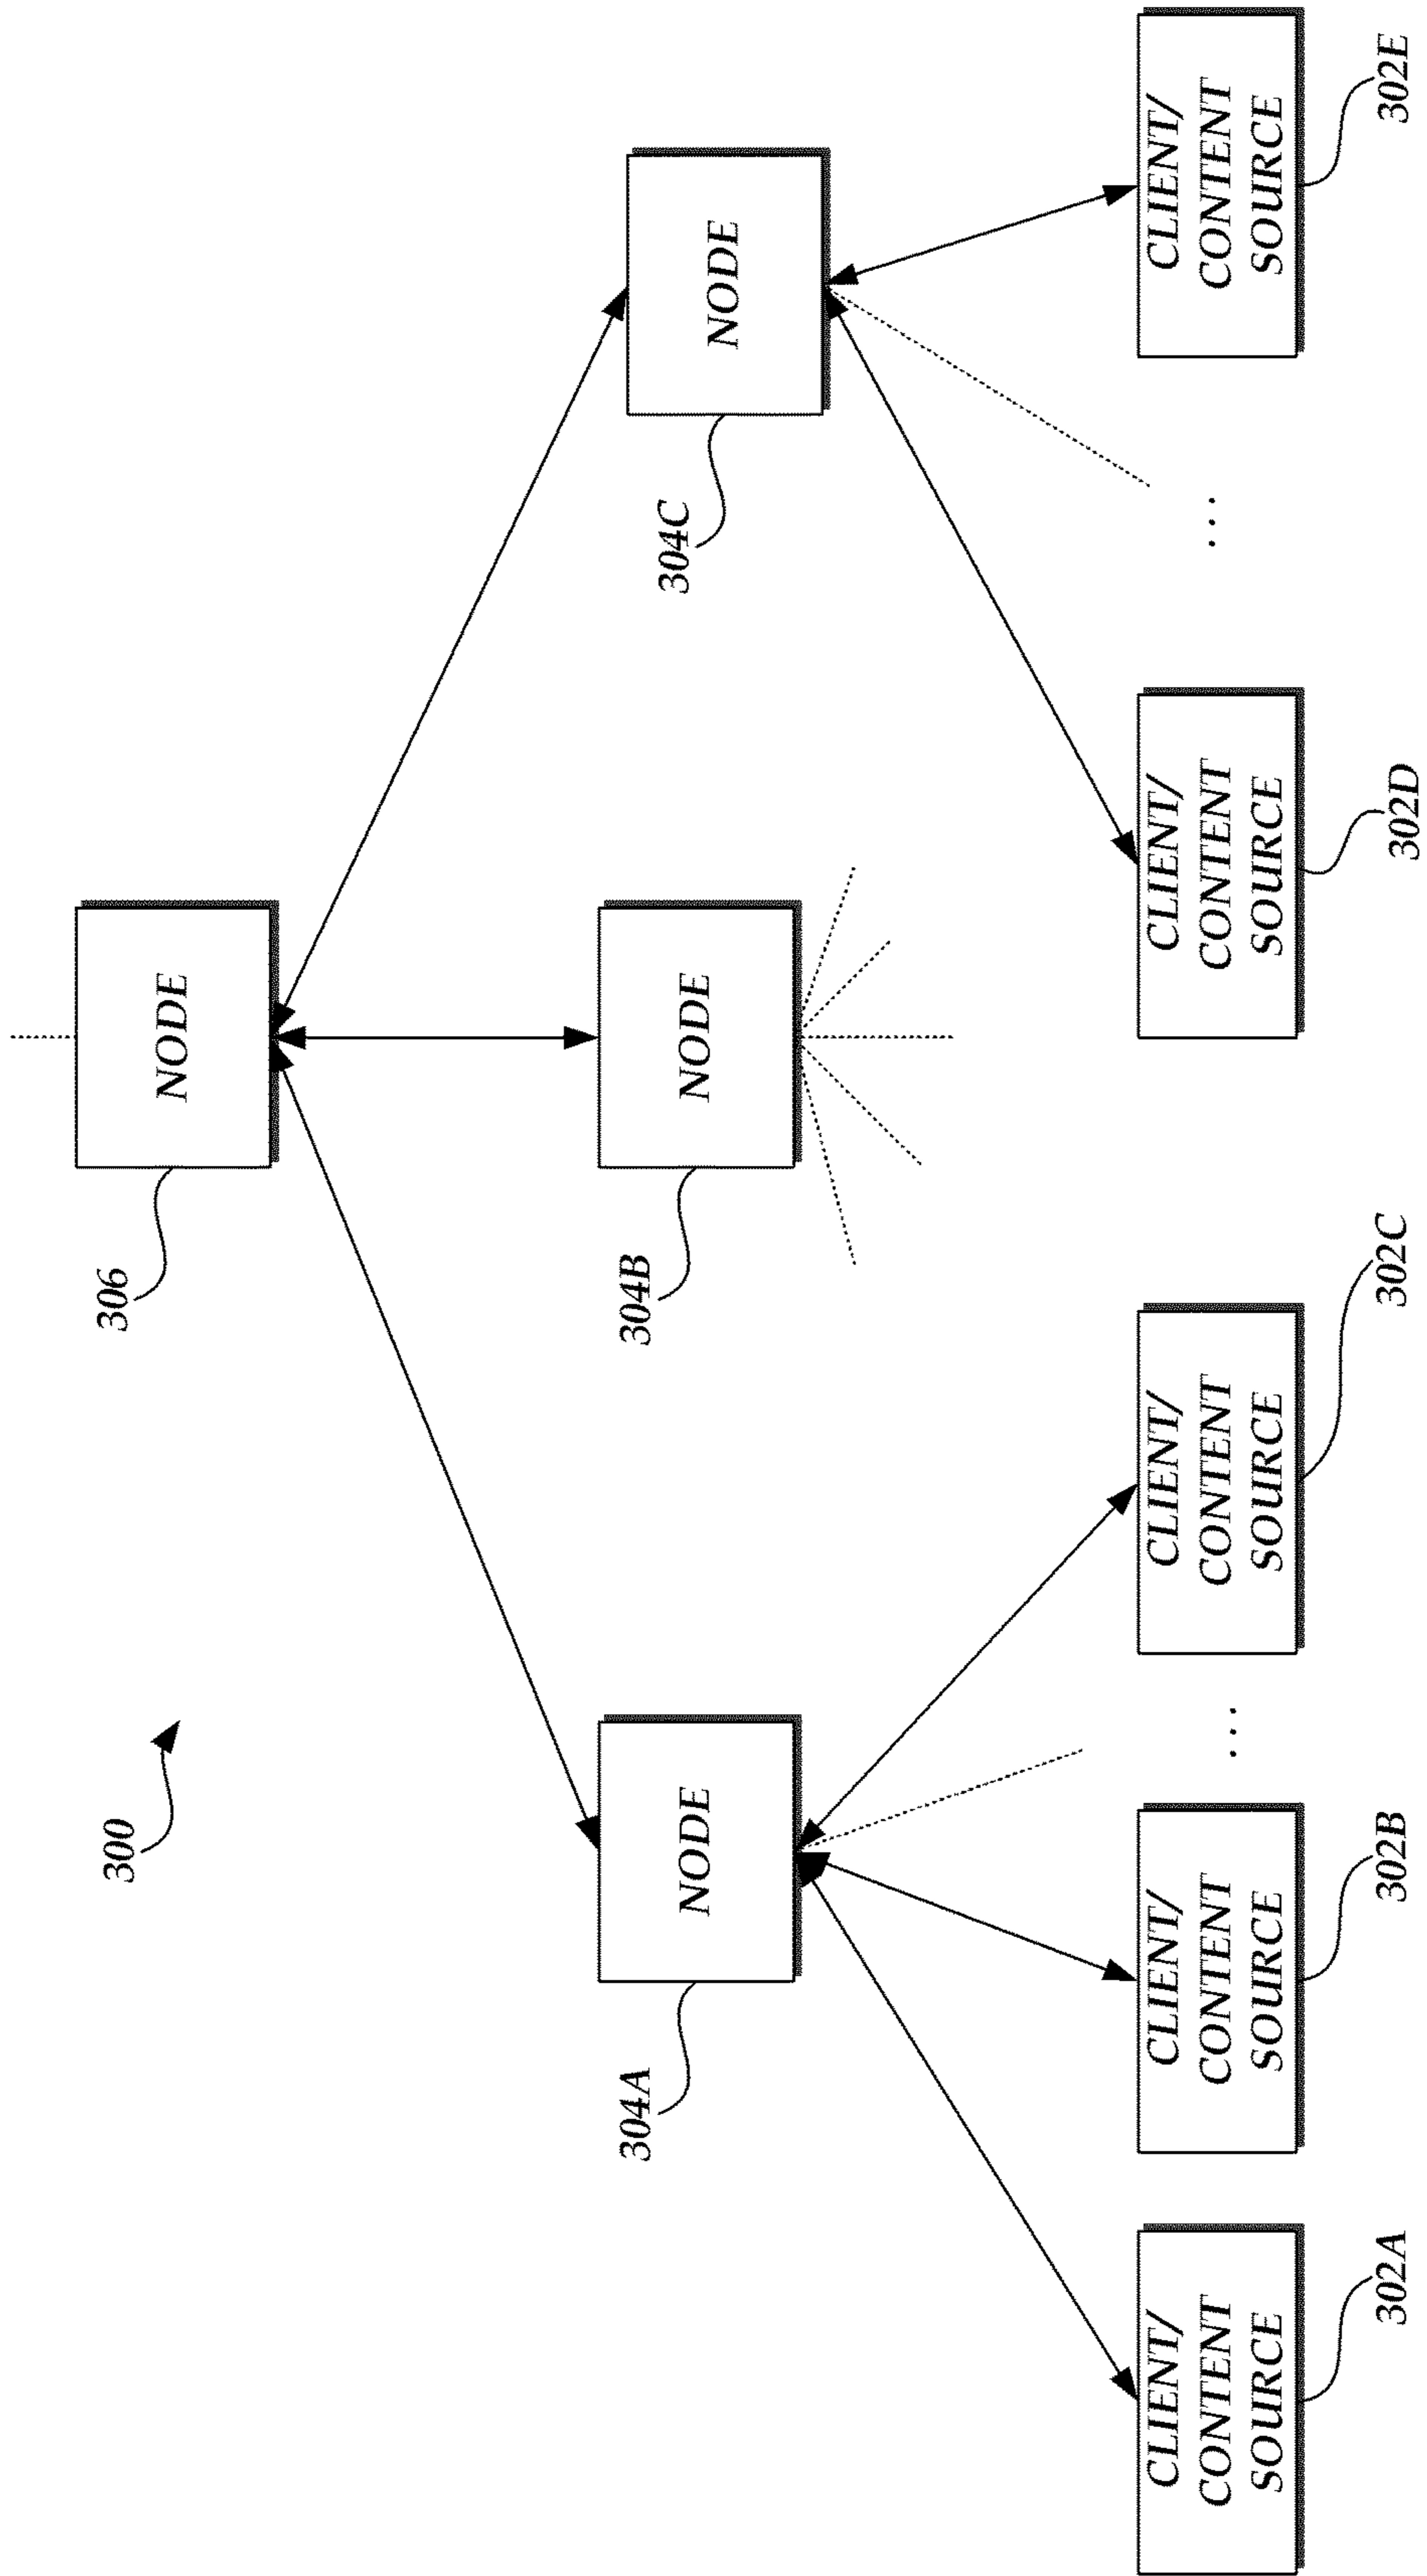 300
NODE
306
NODE
304A
NODE
304B
NODE
304C
CLIENT/
CONTENT
SOURCE
302A
CLIENT/
CONTENT
SOURCE
302B
...
CLIENT/
CONTENT
SOURCE
302C
CLIENT/
CONTENT
SOURCE
302D
...
CLIENT/
CONTENT
SOURCE
302E